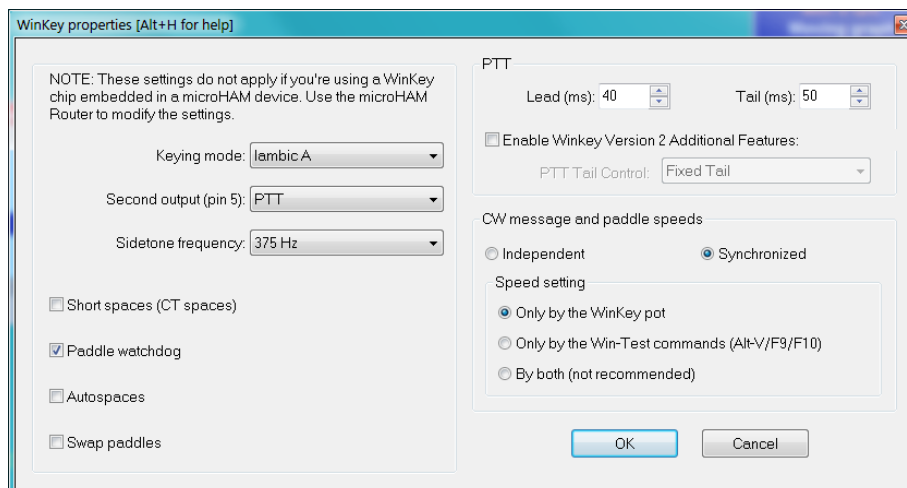 WinKey properties [Alt+H for help]
NOTE: These settings do not apply if you're using a WinKey
chip embedded in a microHAM device. Use the microHAM
Router to modify the settings.
Keying mode: Iambic A
Second output (pin 5): PTT
Sidetone frequency: 375 Hz
Short spaces (CT spaces)
Paddle watchdog
Autospaces
Swap paddles
PTT
Lead (ms): 40 Tail (ms): 50
Enable Winkey Version 2 Additional Features:
PTT Tail Control: Fixed Tail
CW message and paddle speeds
Independent Synchronized
Speed setting
Only by the WinKey pot
Only by the Win-Test commands (Alt-V/F9/F10)
By both (not recommended)
OK Cancel